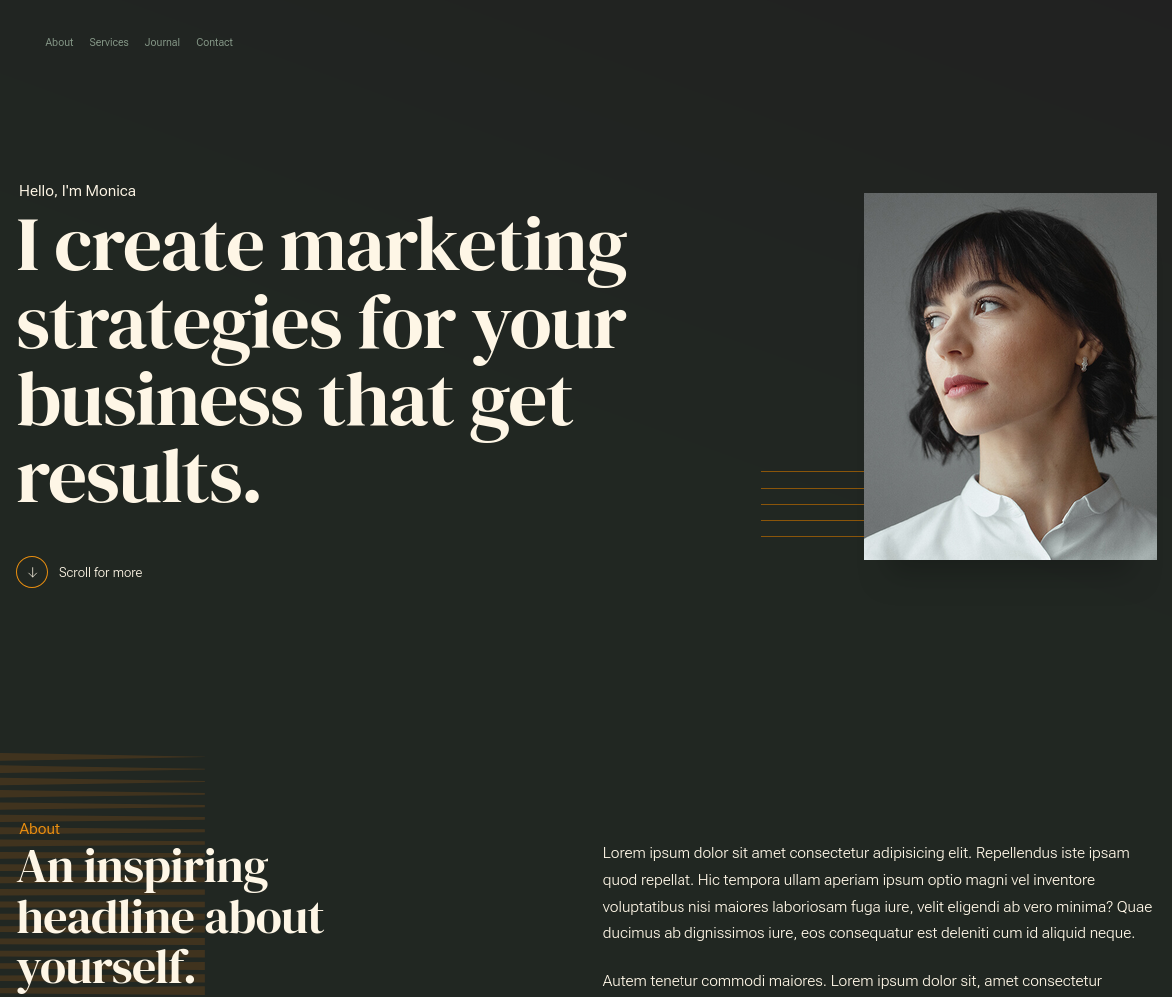 About Services Journal Contact
Hello, I'm Monica
I create marketing
strategies for your
business that get
results.
Scroll for more
About
An inspiring
headline about
yourself.
Lorem ipsum dolor sit amet consectetur adipisicing elit. Repellendus iste ipsam
quod repellat. Hic tempora ullam aperiam ipsum optio magni vel inventore
voluptatibus nisi maiores laboriosam fuga iure, velit eligendi ab vero minima? Quae
ducimus ab dignissimos iure, eos consequatur est deleniti cum id aliquid neque.
Autem tenetur commodi maiores. Lorem ipsum dolor sit, amet consectetur